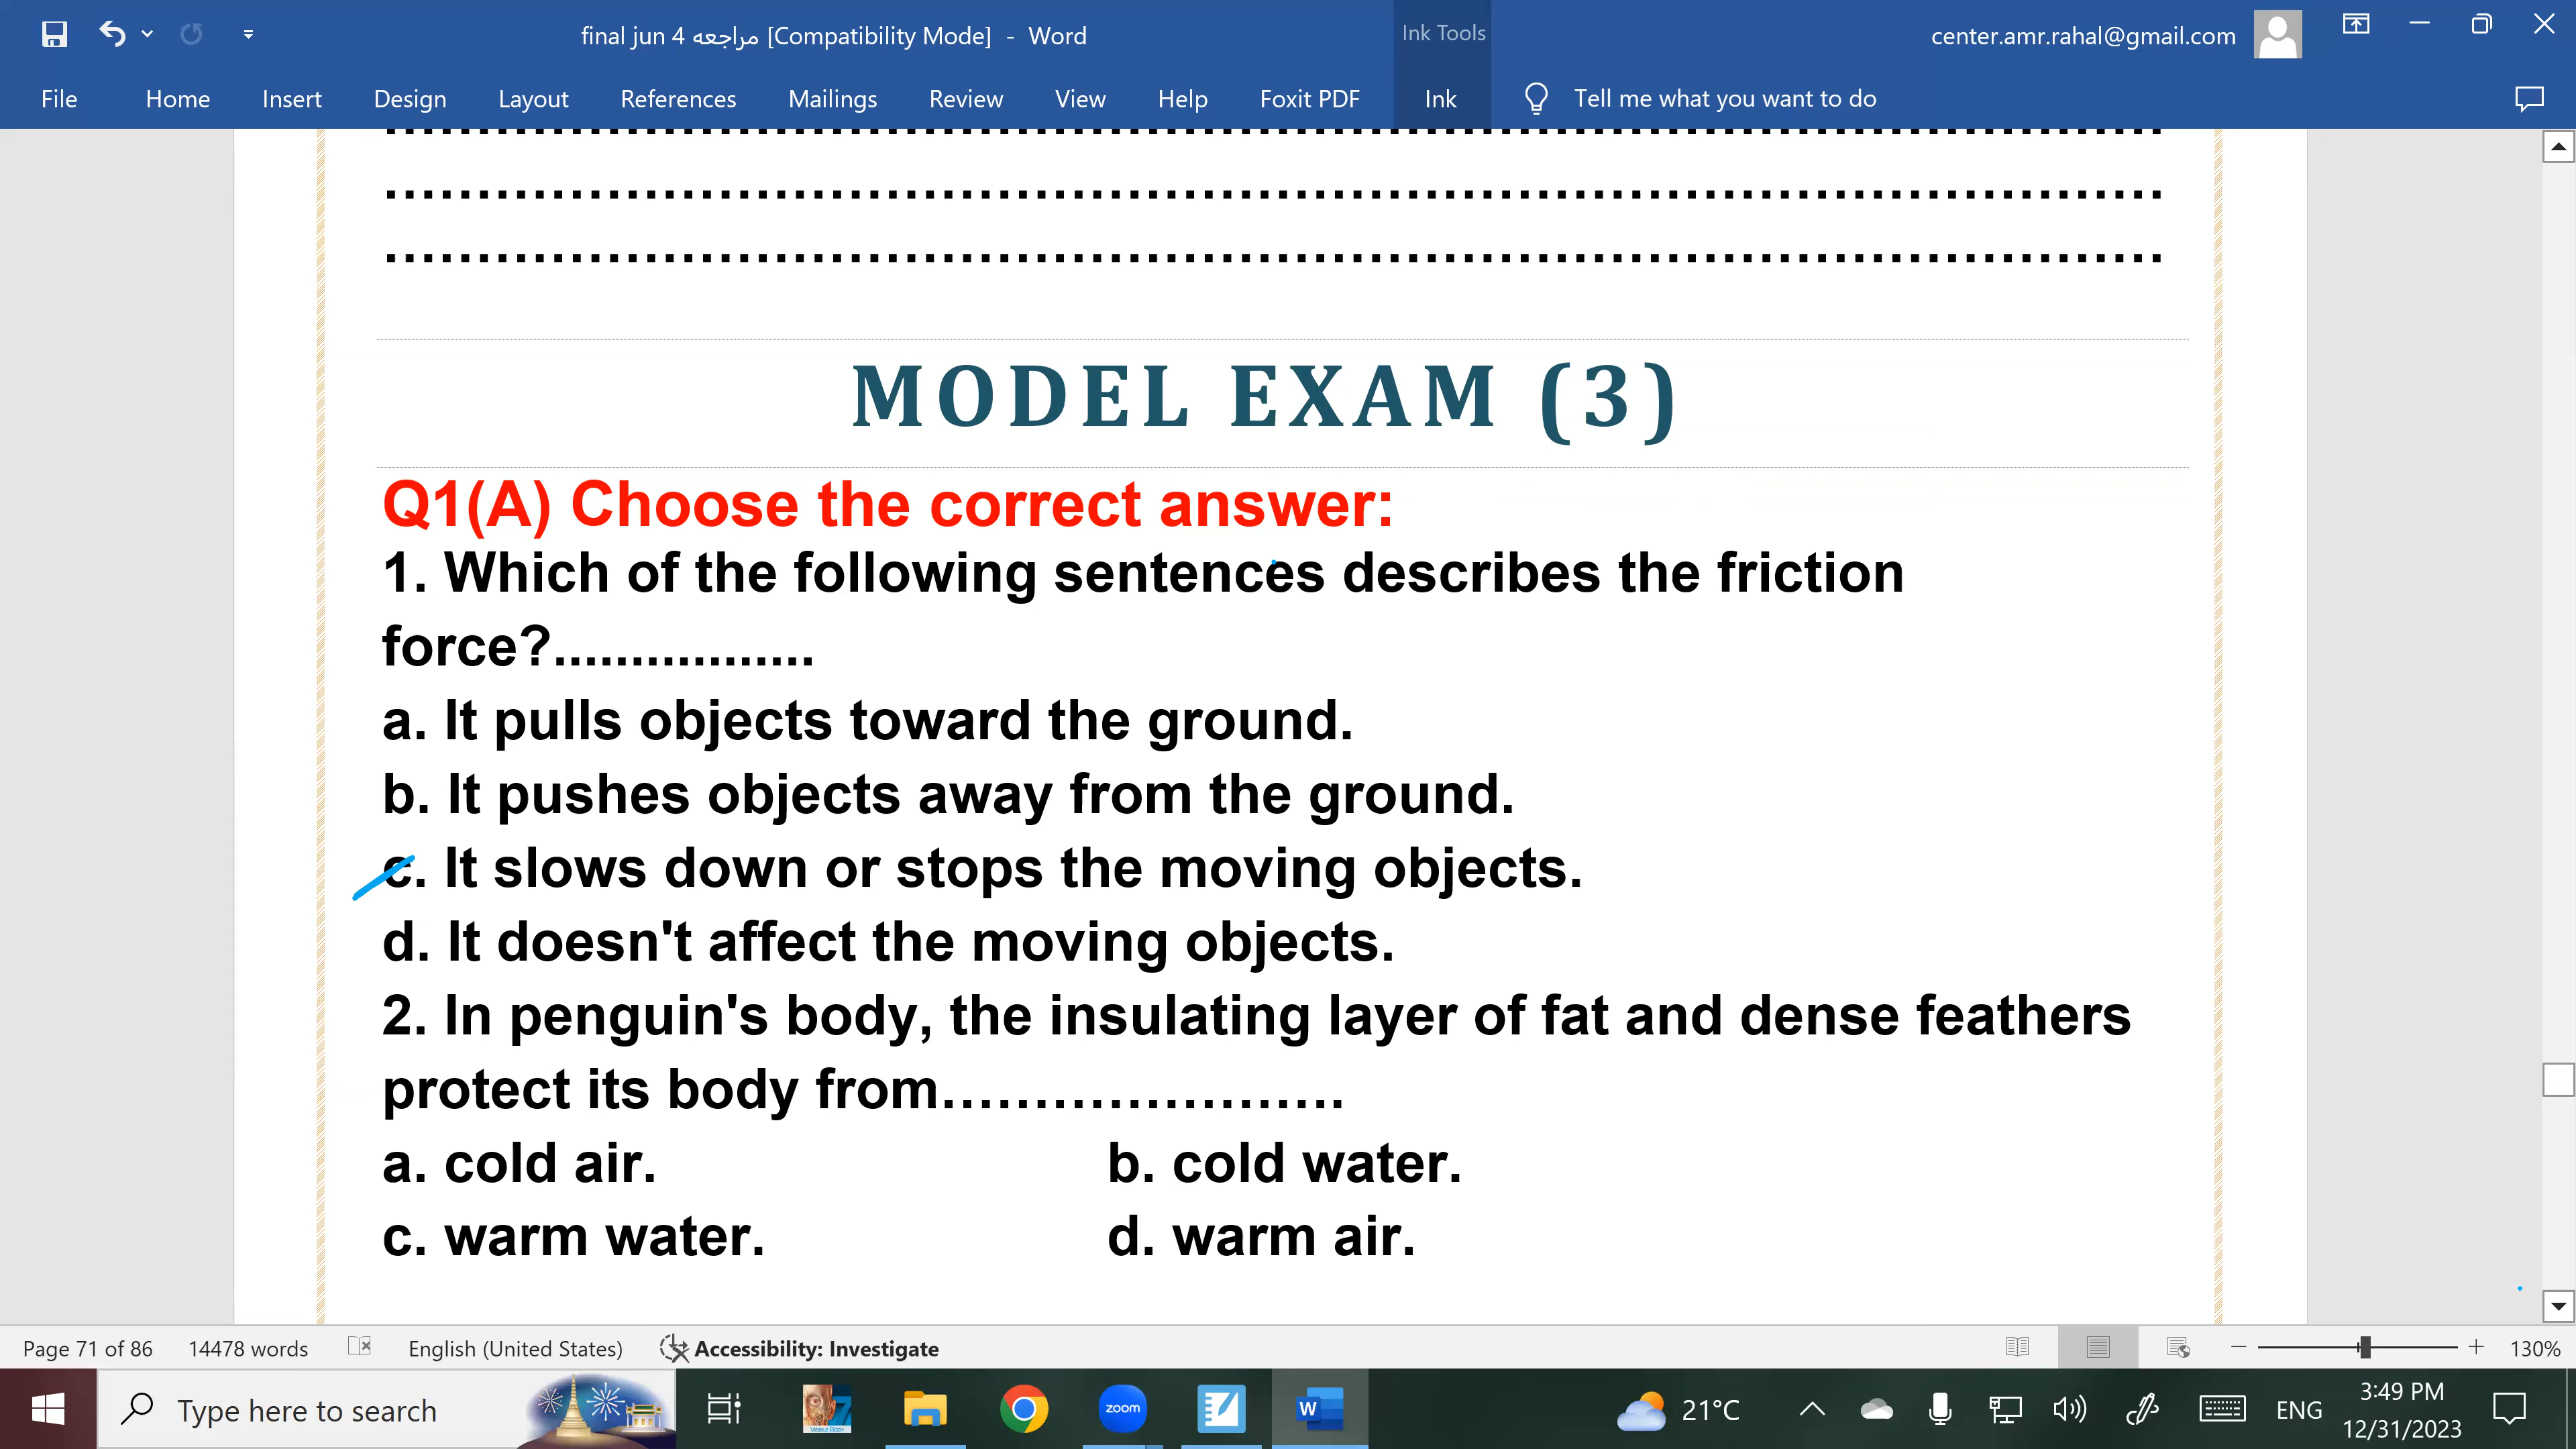 final jun 4 مراجعه [Compatibility Mode] - Word
Ink Tools
center.amr.rahal@gmail.com
File Home Insert Design Layout References Mailings Review View Help Foxit PDF Ink Tell me what you want to do
................................................................................
................................................................................
................................................................................
MODEL EXAM (3)
Q1(A) Choose the correct answer:
1. Which of the following sentences describes the friction
force?.................
a. It pulls objects toward the ground.
b. It pushes objects away from the ground.
c. It slows down or stops the moving objects.
d. It doesn't affect the moving objects.
2. In penguin's body, the insulating layer of fat and dense feathers
protect its body from......................
a. cold air. b. cold water.
c. warm water. d. warm air.
Page 71 of 86 14478 words English (United States) Accessibility: Investigate 130%
Type here to search zoom W 21°C ENG 3:49 PM
12/31/2023